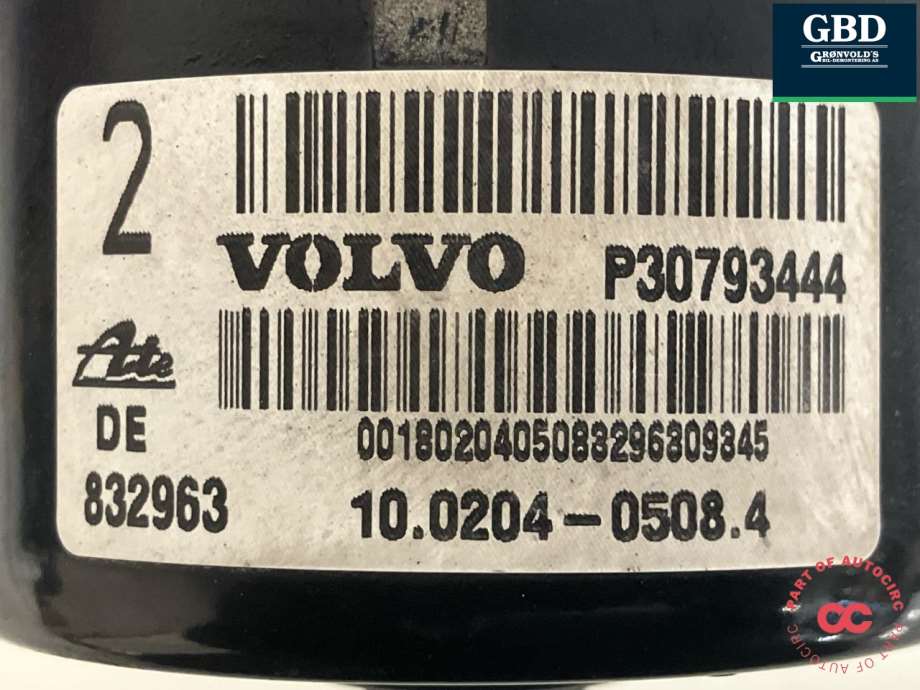 GBD
GRØNVOLD'S
BIL-DEMONTERING AS
2
VOLVO P30793444
Ate
DE
0018020405083296309345
832963
10.0204-0508.4
PART OF AUTOCIRC
PART OF AUTOCIRC